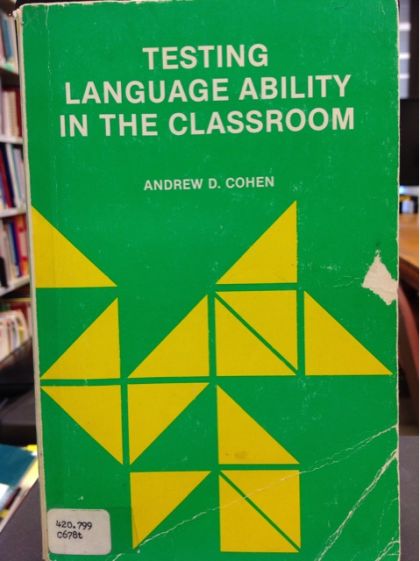 TESTING
LANGUAGE ABILITY
IN THE CLASSROOM
ANDREW D. COHEN
420.799
C678t